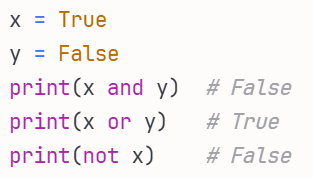 x = True
y = False
print(x and y)  # False
print(x or y)   # True
print(not x)    # False